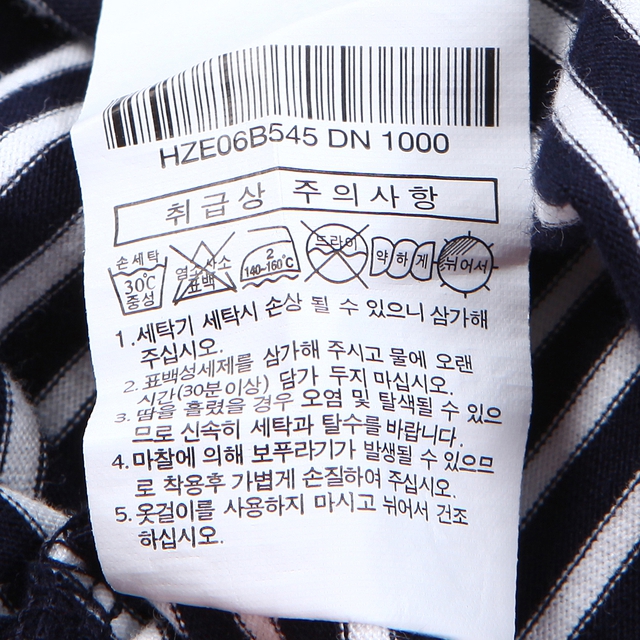 HZE06B545 DN 1000
취급상 주의사항
손세탁
30℃
중성
염소산소
표백
2
140-160℃
드라이
약하게
뉘어서
1. 세탁기 세탁시 손상 될 수 있으니 삼가해
주십시오.
2. 표백성세제를 삼가해 주시고 물에 오랜
시간(30분이상) 담가 두지 마십시오.
3. 땀을 흘렸을 경우 오염 및 탈색될 수 있으
므로 신속히 세탁과 탈수를 바랍니다.
4. 마찰에 의해 보푸라기가 발생될 수 있으므
로 착용후 가볍게 손질하여 주십시오.
5. 옷걸이를 사용하지 마시고 뉘어서 건조
하십시오.